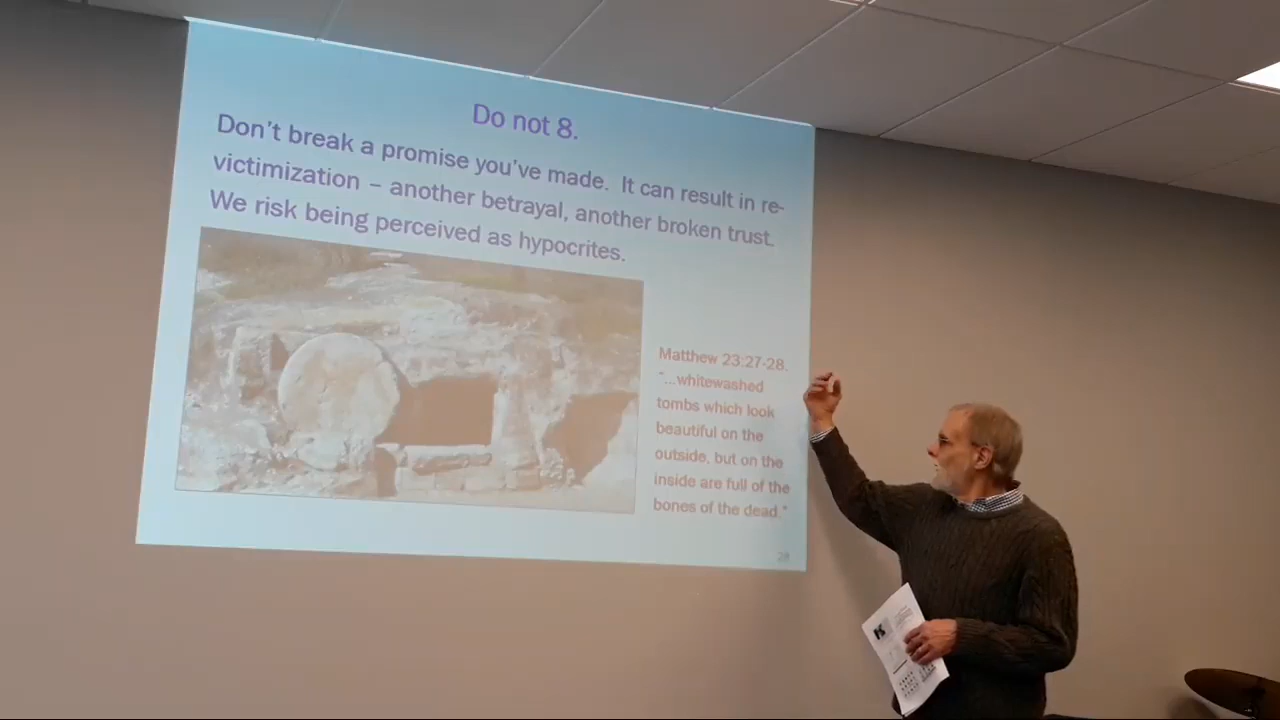 Do not 8.
Don't break a promise you've made. It can result in re-
victimization – another betrayal, another broken trust.
We risk being perceived as hypocrites.
Matthew 23:27-28.
"...whitewashed
tombs which look
beautiful on the
outside, but on the
inside are full of the
bones of the dead."
28